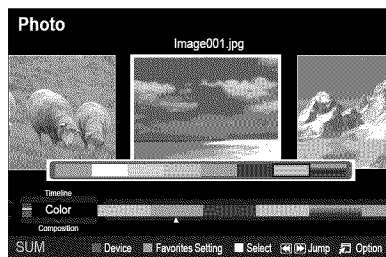 Photo
Image001.jpg
Timeline
Color
Composition
SUM Device Favorites Setting Select Jump Option